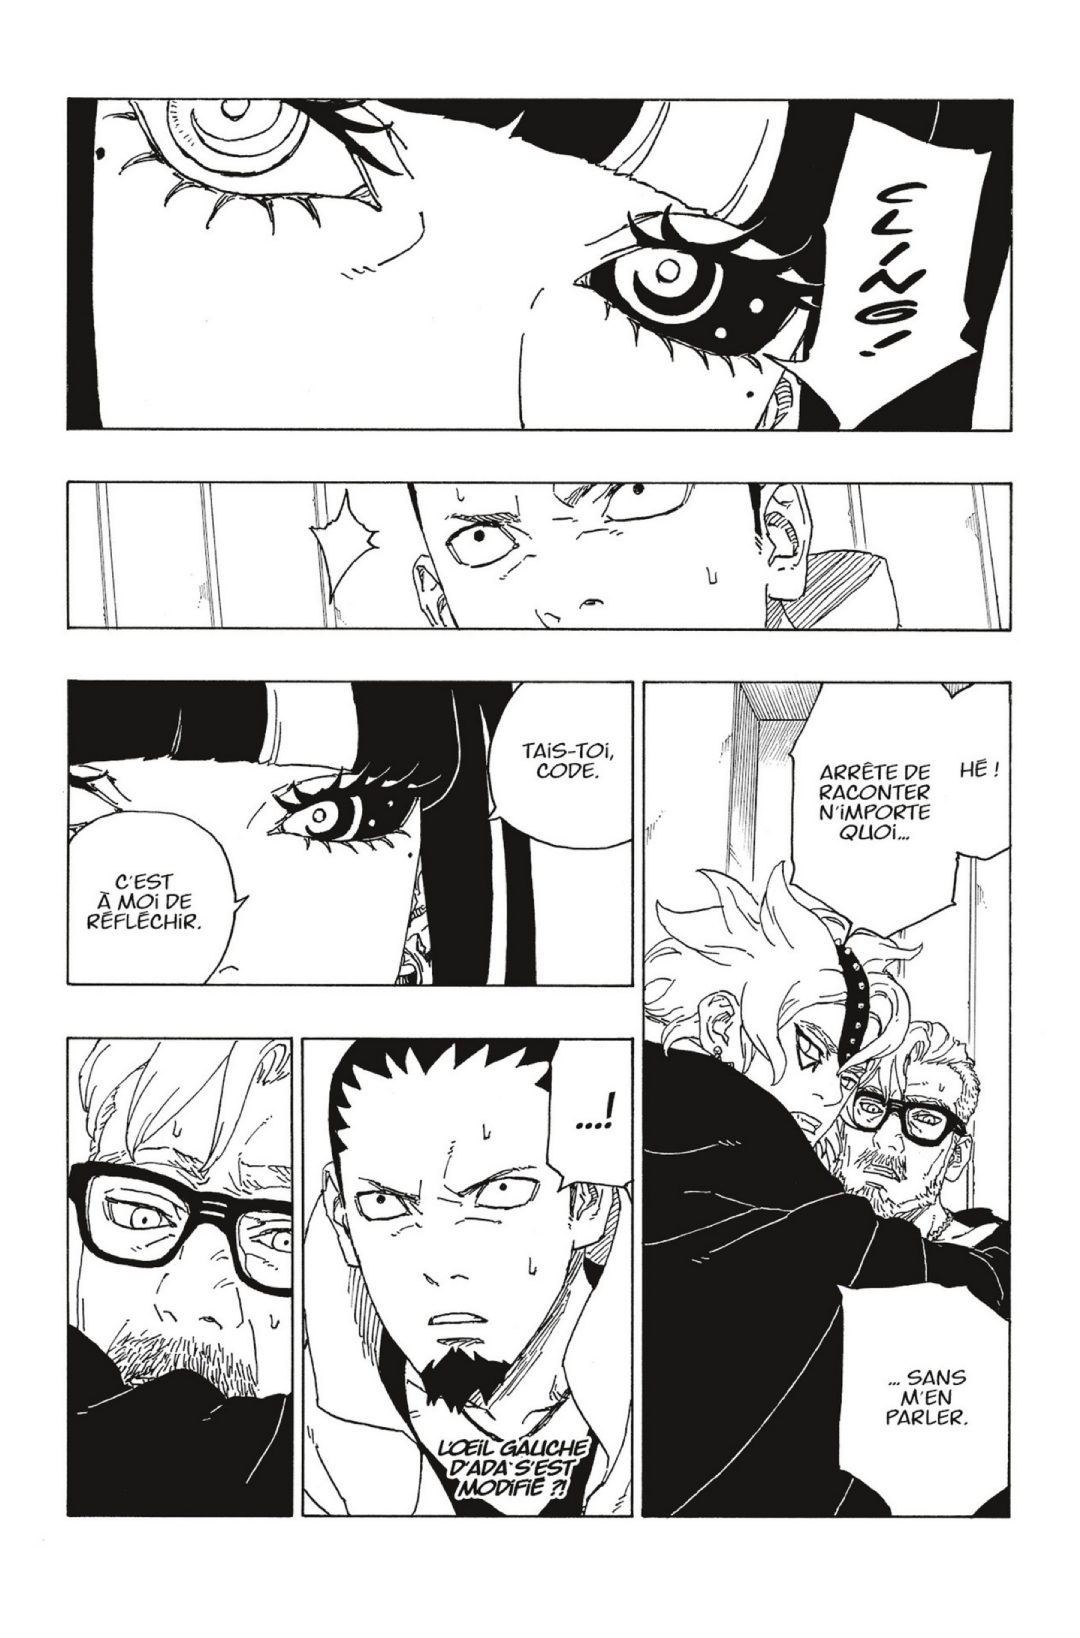 CLING!
HÉ !
ARRÊTE DE
RACONTER
N'IMPORTE
QUOI...
... SANS
M'EN
PARLER.
TAIS-TOI,
CODE.
C'EST
À MOI DE
RÉFLÉCHIR.
....!
L'OEIL GAUCHE
D'ADA S'EST
MODIFIÉ ?!